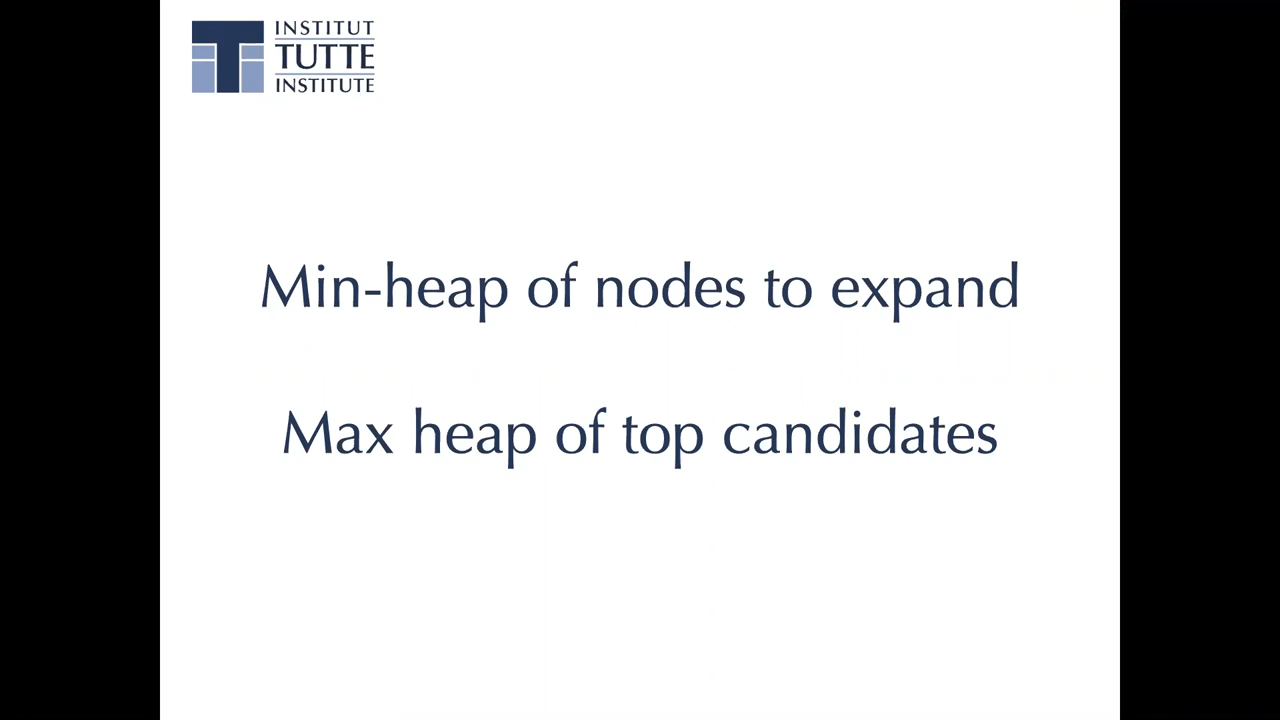 INSTITUT
TUTTE
INSTITUTE
Min-heap of nodes to expand
Max heap of top candidates